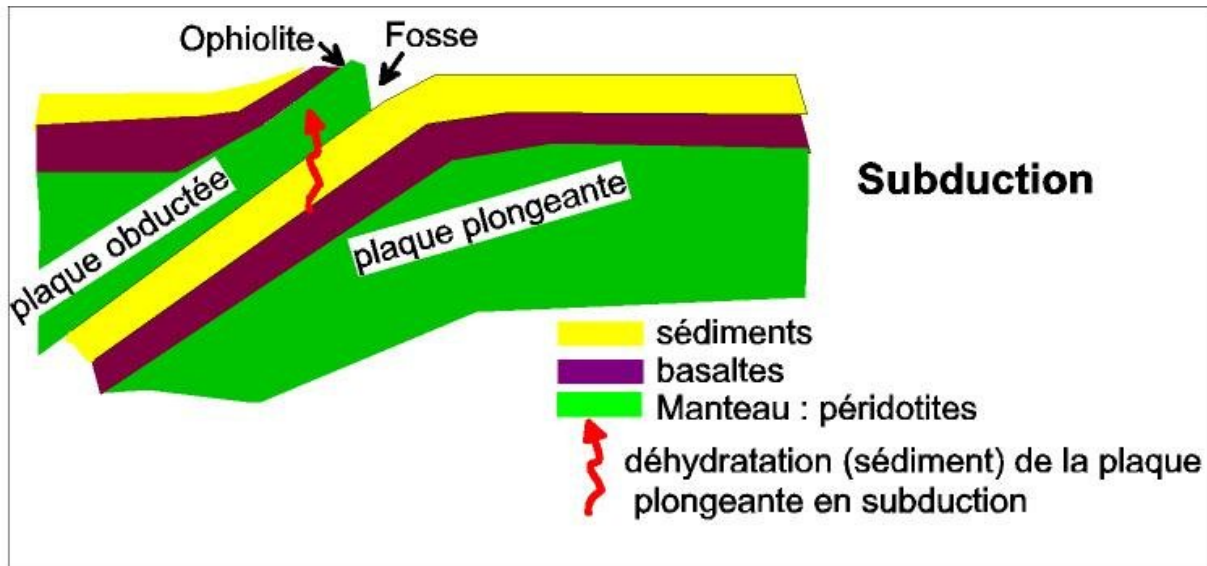 Ophiolite
Fosse
plaque obductée
plaque plongeante
Subduction
sédiments
basaltes
Manteau : péridotites
déhydratation (sédiment) de la plaque
plongeante en subduction